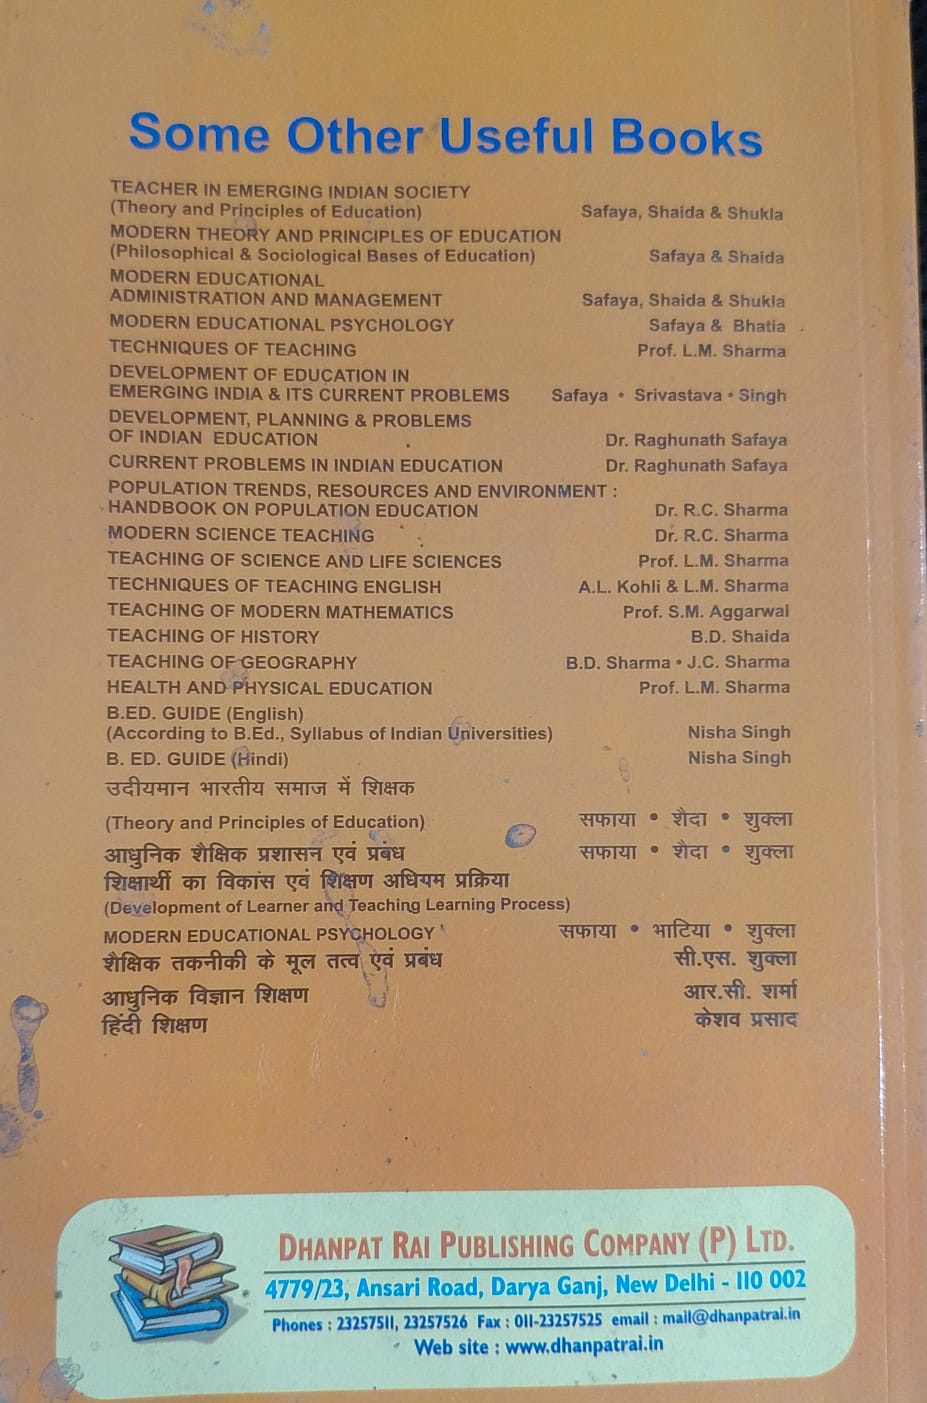 Some Other Useful Books
TEACHER IN EMERGING INDIAN SOCIETY
(Theory and Principles of Education) Safaya, Shaida & Shukla
MODERN THEORY AND PRINCIPLES OF EDUCATION
(Philosophical & Sociological Bases of Education) Safaya & Shaida
MODERN EDUCATIONAL
ADMINISTRATION AND MANAGEMENT Safaya, Shaida & Shukla
MODERN EDUCATIONAL PSYCHOLOGY Safaya & Bhatia
TECHNIQUES OF TEACHING Prof. L.M. Sharma
DEVELOPMENT OF EDUCATION IN
EMERGING INDIA & ITS CURRENT PROBLEMS Safaya • Srivastava • Singh
DEVELOPMENT, PLANNING & PROBLEMS
OF INDIAN EDUCATION Dr. Raghunath Safaya
CURRENT PROBLEMS IN INDIAN EDUCATION Dr. Raghunath Safaya
POPULATION TRENDS, RESOURCES AND ENVIRONMENT :
HANDBOOK ON POPULATION EDUCATION Dr. R.C. Sharma
MODERN SCIENCE TEACHING Dr. R.C. Sharma
TEACHING OF SCIENCE AND LIFE SCIENCES Prof. L.M. Sharma
TECHNIQUES OF TEACHING ENGLISH A.L. Kohli & L.M. Sharma
TEACHING OF MODERN MATHEMATICS Prof. S.M. Aggarwal
TEACHING OF HISTORY B.D. Shaida
TEACHING OF GEOGRAPHY B.D. Sharma • J.C. Sharma
HEALTH AND PHYSICAL EDUCATION Prof. L.M. Sharma
B.ED. GUIDE (English)
(According to B.Ed., Syllabus of Indian Universities) Nisha Singh
B. ED. GUIDE (Hindi) Nisha Singh
उदीयमान भारतीय समाज में शिक्षक
(Theory and Principles of Education) सफाया • शैदा • शुक्ला
आधुनिक शैक्षिक प्रशासन एवं प्रबंध सफाया • शैदा • शुक्ला
शिक्षार्थी का विकास एवं शिक्षण अधियम प्रक्रिया
(Development of Learner and Teaching Learning Process)
MODERN EDUCATIONAL PSYCHOLOGY सफाया • भाटिया • शुक्ला
शैक्षिक तकनीकी के मूल तत्व एवं प्रबंध सी.एस. शुक्ला
आधुनिक विज्ञान शिक्षण आर.सी. शर्मा
हिंदी शिक्षण केशव प्रसाद
DHANPAT RAI PUBLISHING COMPANY (P) LTD.
4779/23, Ansari Road, Darya Ganj, New Delhi - 110 002
Phones : 23257511, 23257526 Fax : 011-23257525 email : mail@dhanpatrai.in
Web site : www.dhanpatrai.in